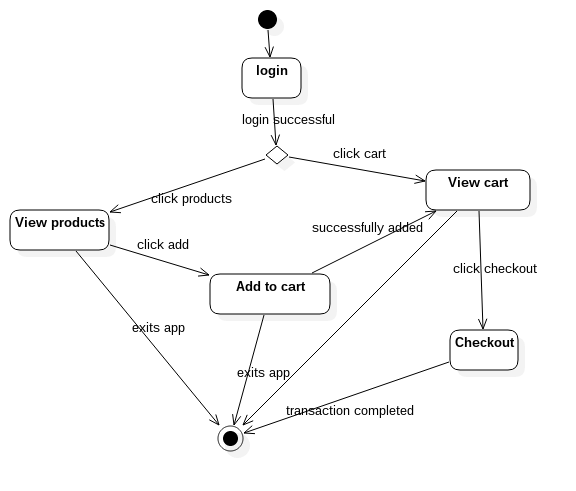 login
login successful
click cart
View cart
click products
View products
successfully added
click add
click checkout
Add to cart
exits app
Checkout
exits app
transaction completed